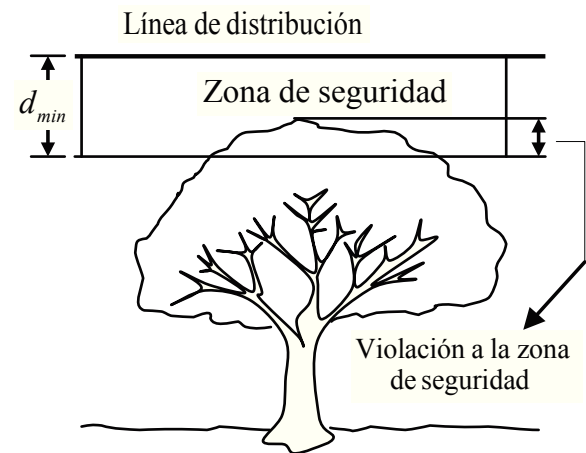 Línea de distribución
d_min
Zona de seguridad
Violación a la zona
de seguridad